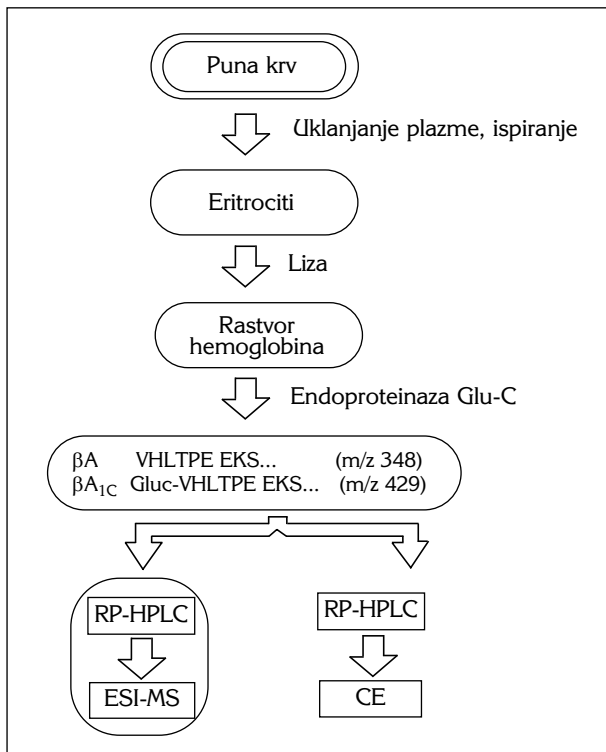 Puna krv
Uklanjanje plazme, ispiranje
Eritrociti
Liza
Rastvor
hemoglobina
Endoproteinaza Glu-C
βA VHLTPE EKS... (m/z 348)
βA1C Gluc-VHLTPE EKS... (m/z 429)
RP-HPLC
RP-HPLC
ESI-MS
CE